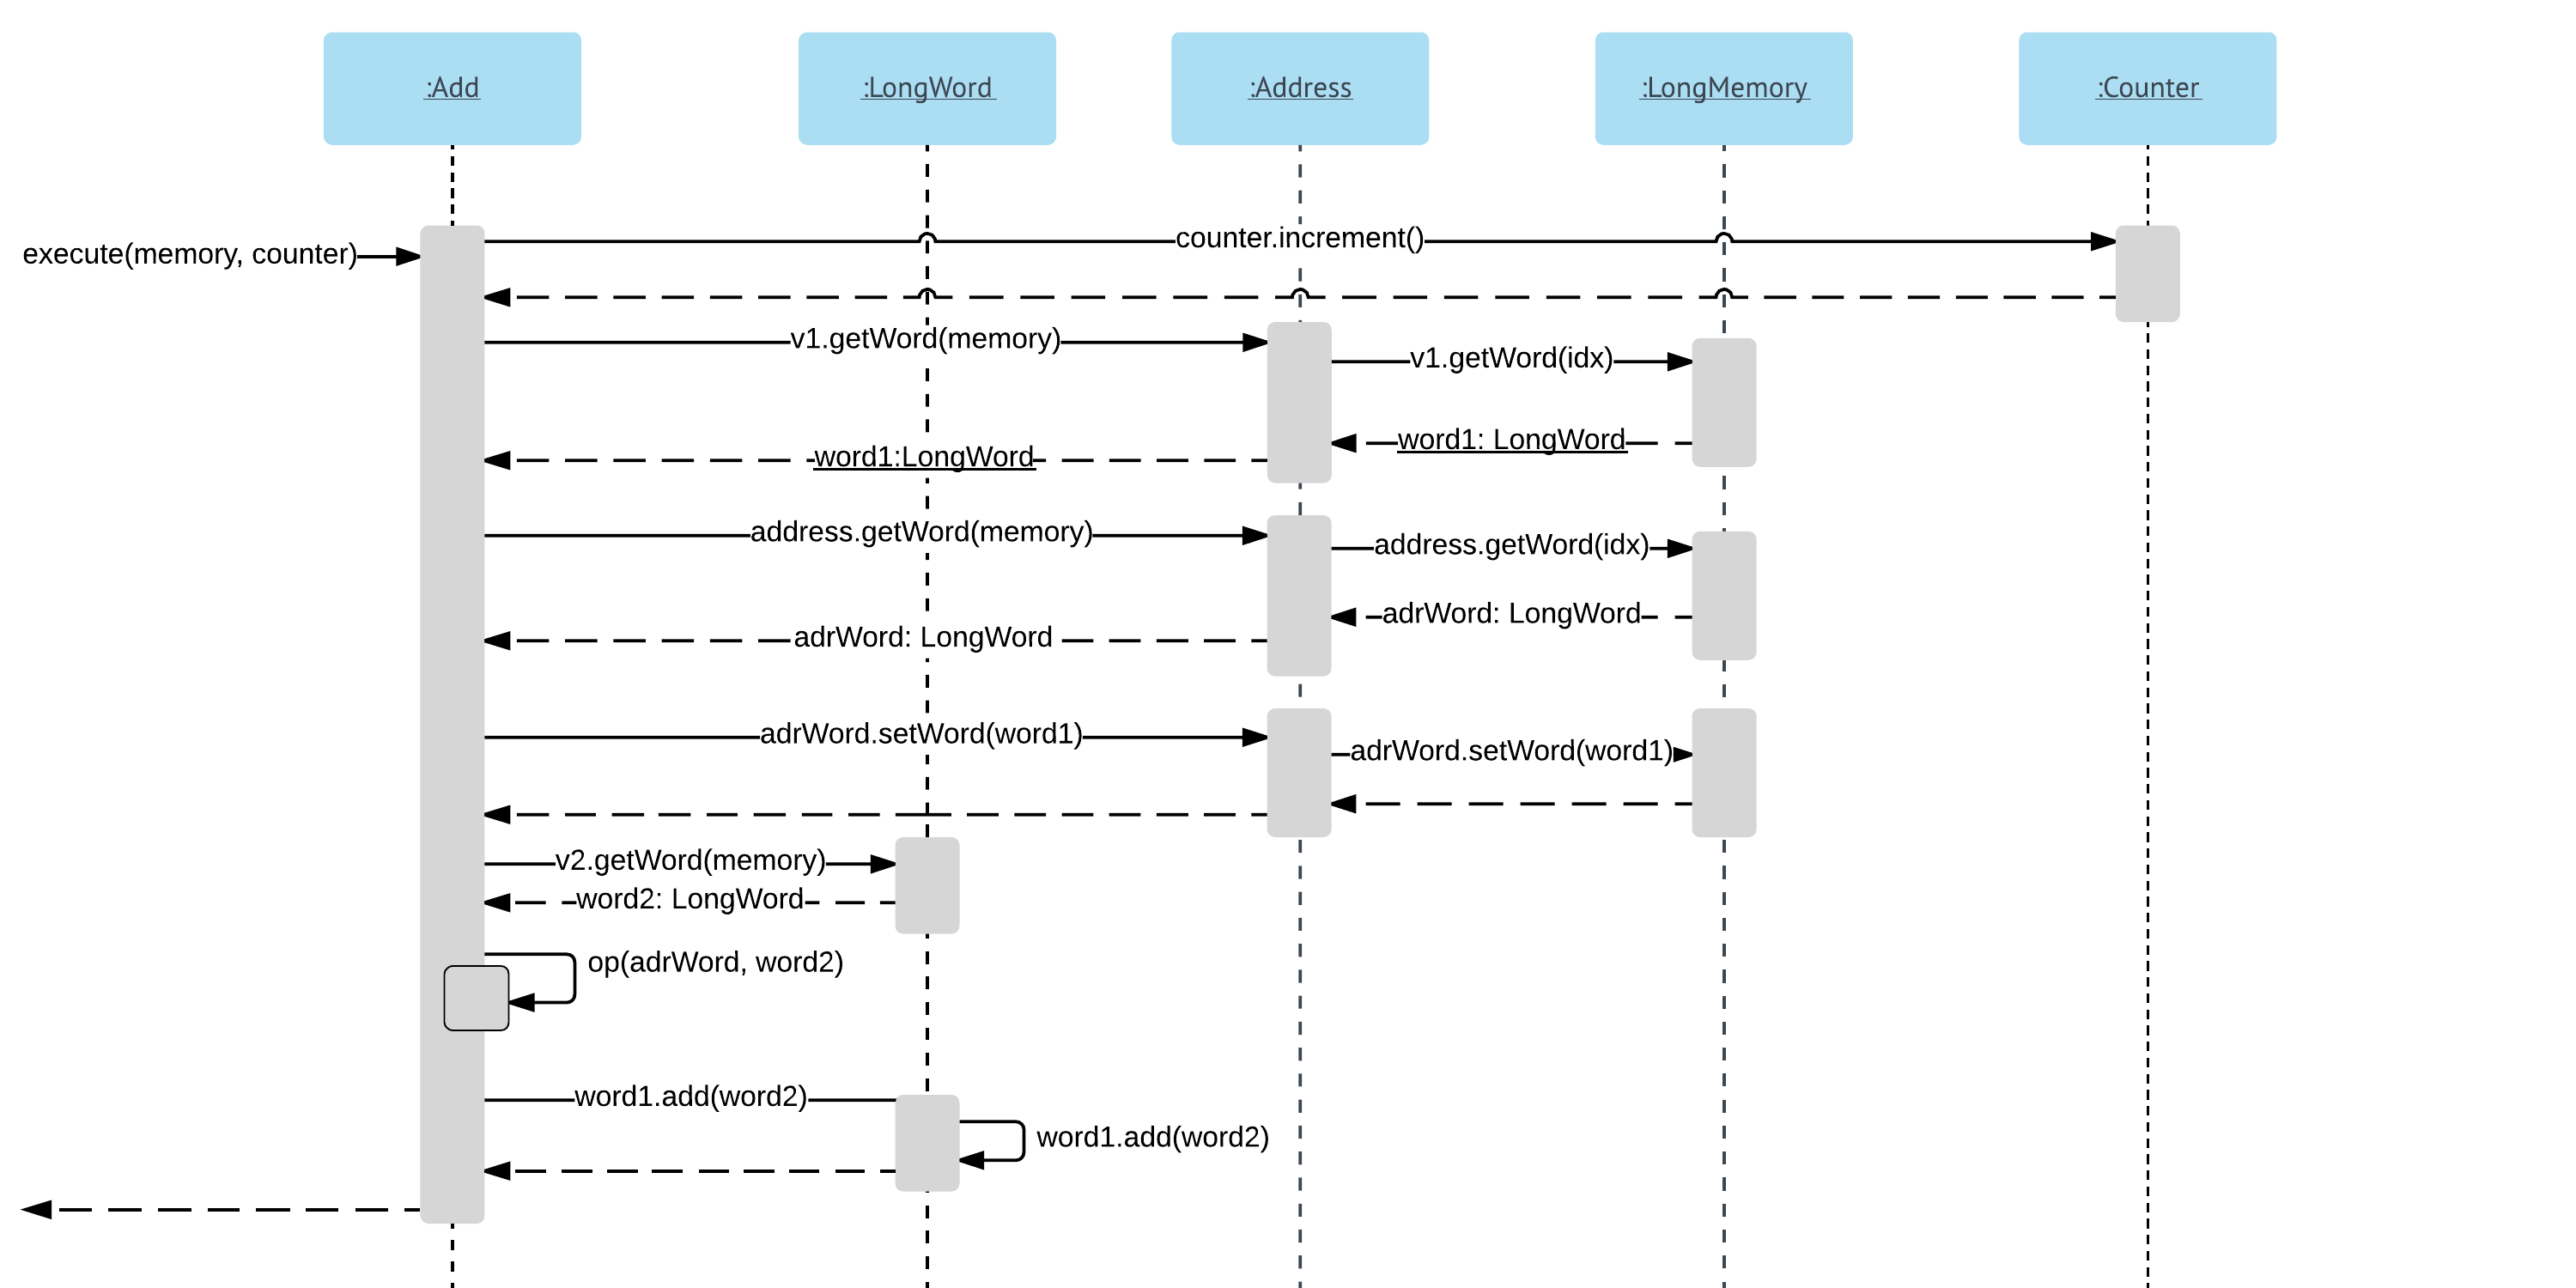 :Add
:LongWord
:Address
:LongMemory
:Counter
execute(memory, counter)
counter.increment()
v1.getWord(memory)
v1.getWord(idx)
word1: LongWord
word1:LongWord
address.getWord(memory)
address.getWord(idx)
adrWord: LongWord
adrWord: LongWord
adrWord.setWord(word1)
adrWord.setWord(word1)
v2.getWord(memory)
word2: LongWord
op(adrWord, word2)
word1.add(word2)
word1.add(word2)